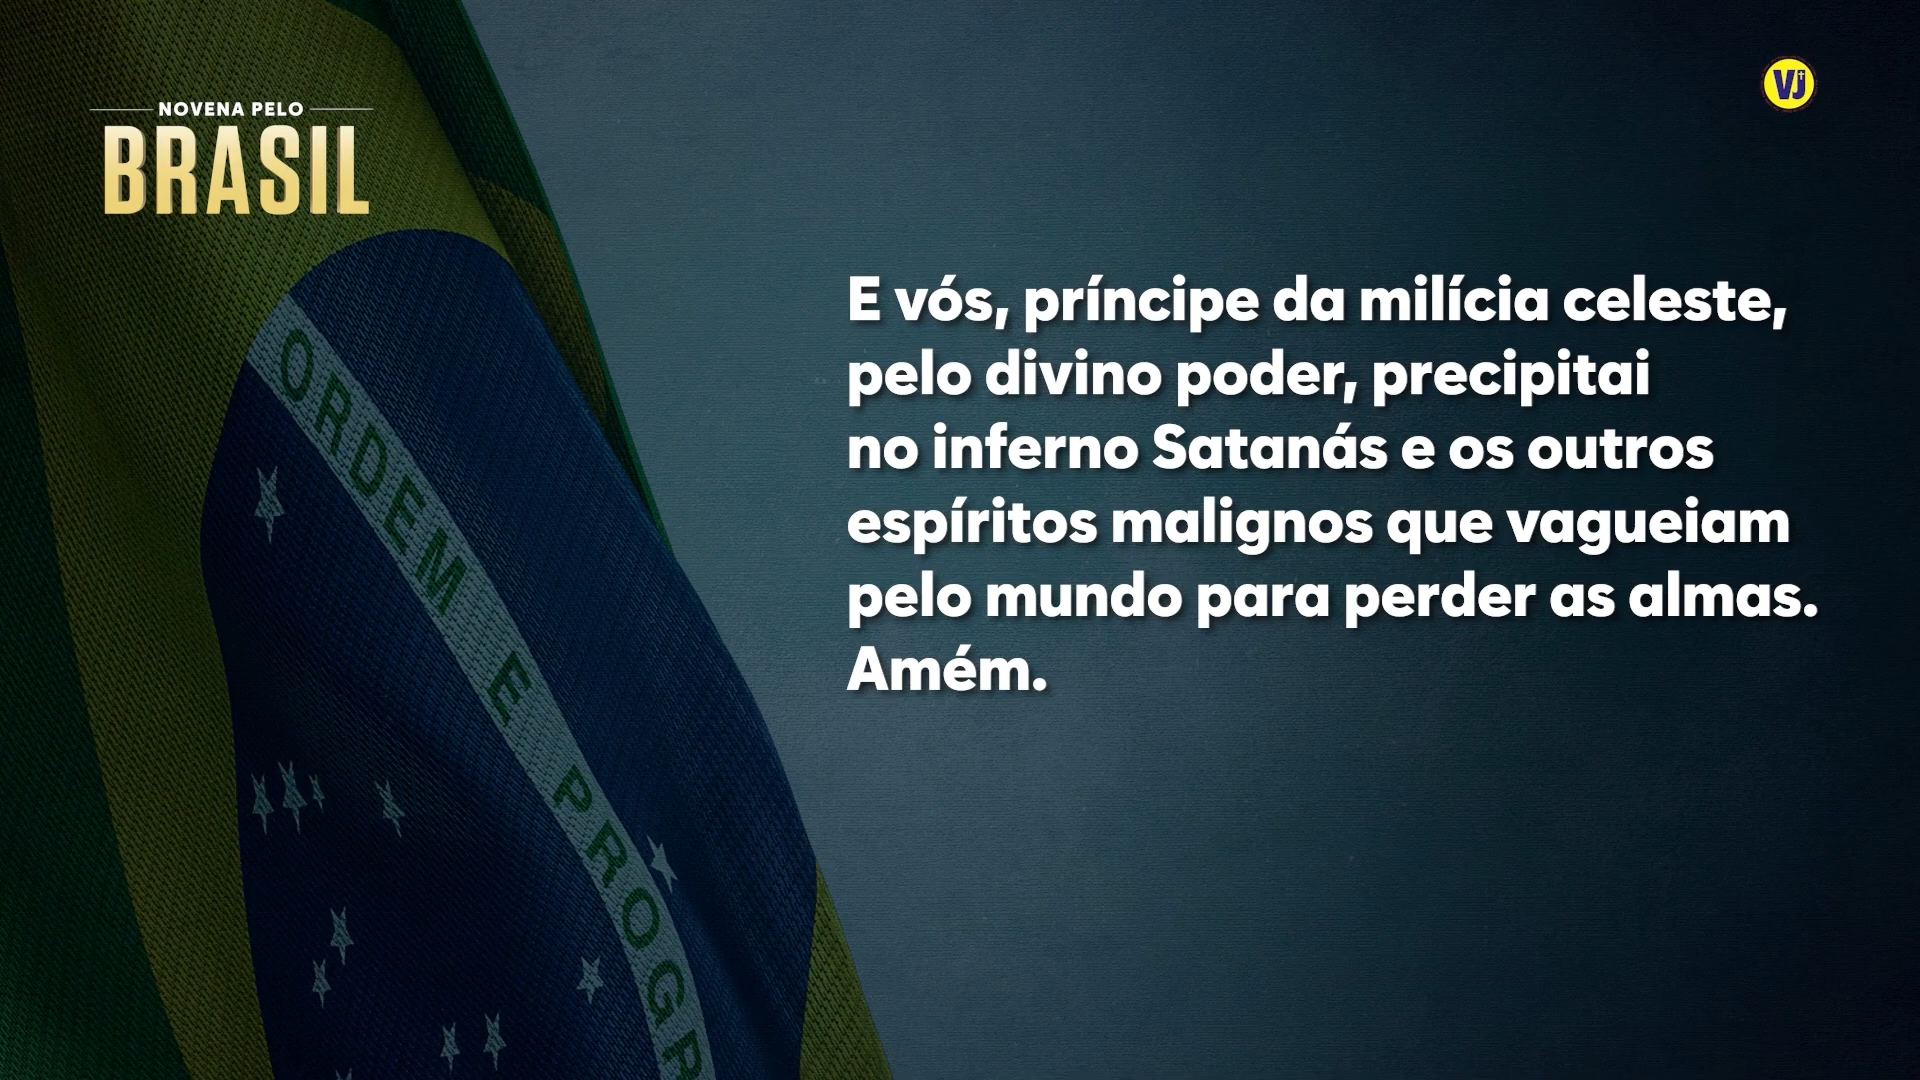 NOVENA PELO
BRASIL
VJ
E vós, príncipe da milícia celeste,
pelo divino poder, precipitai
no inferno Satanás e os outros
espíritos malignos que vagueiam
pelo mundo para perder as almas.
Amém.
ORDEM E PROGR